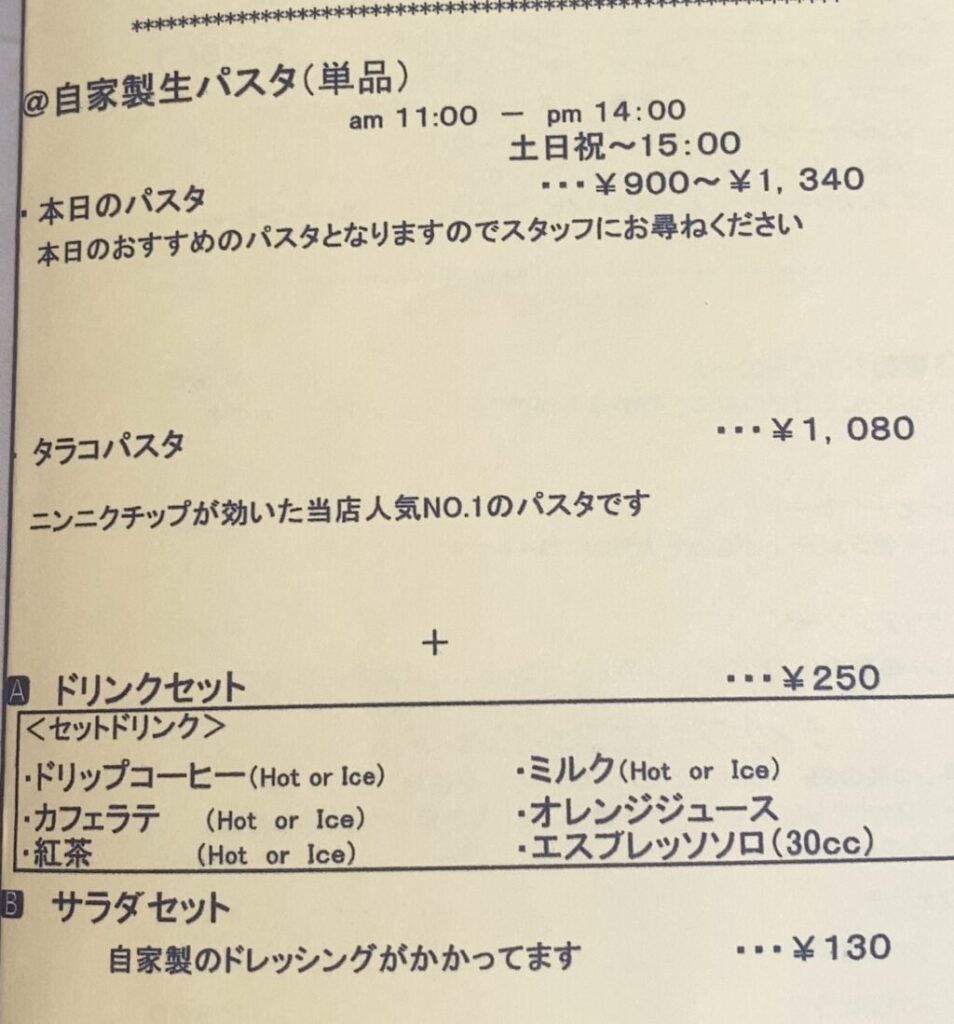 ************************************************************
@自家製生パスタ(単品)
am 11:00 － pm 14:00
土日祝～15:00
・本日のパスタ ・・・￥900～￥1, 340
本日のおすすめのパスタとなりますのでスタッフにお尋ねください
・タラコパスタ ・・・￥1, 080
ニンニクチップが効いた当店人気NO.1のパスタです
＋
A ドリンクセット ・・・￥250
＜セットドリンク＞
・ドリップコーヒー(Hot or Ice) ・ミルク(Hot or Ice)
・カフェラテ (Hot or Ice) ・オレンジジュース
・紅茶 (Hot or Ice) ・エスプレッソソロ(30cc)
B サラダセット
自家製のドレッシングがかかってます ・・・￥130